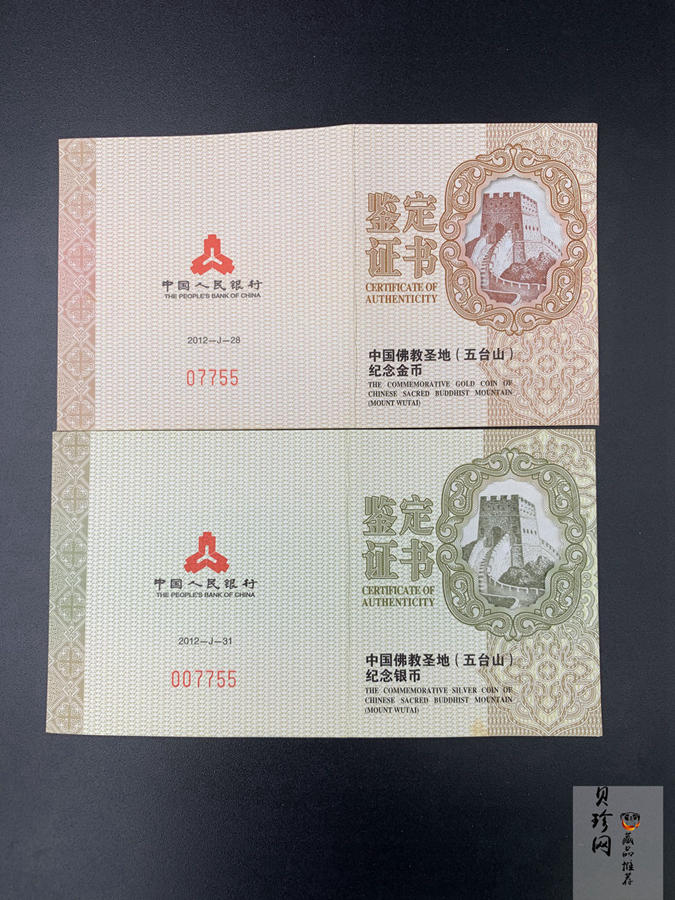 鉴定
证书
CERTIFICATE OF
AUTHENTICITY
中国人民银行
THE PEOPLE'S BANK OF CHINA
2012—J—28
07755
中国佛教圣地（五台山）
纪念金币
THE COMMEMORATIVE GOLD COIN OF
CHINESE SACRED BUDDHIST MOUNTAIN
(MOUNT WUTAI)
鉴定
证书
CERTIFICATE OF
AUTHENTICITY
中国人民银行
THE PEOPLE'S BANK OF CHINA
2012—J—31
007755
中国佛教圣地（五台山）
纪念银币
THE COMMEMORATIVE SILVER COIN OF
CHINESE SACRED BUDDHIST MOUNTAIN
(MOUNT WUTAI)
贝珍网
藏品推荐